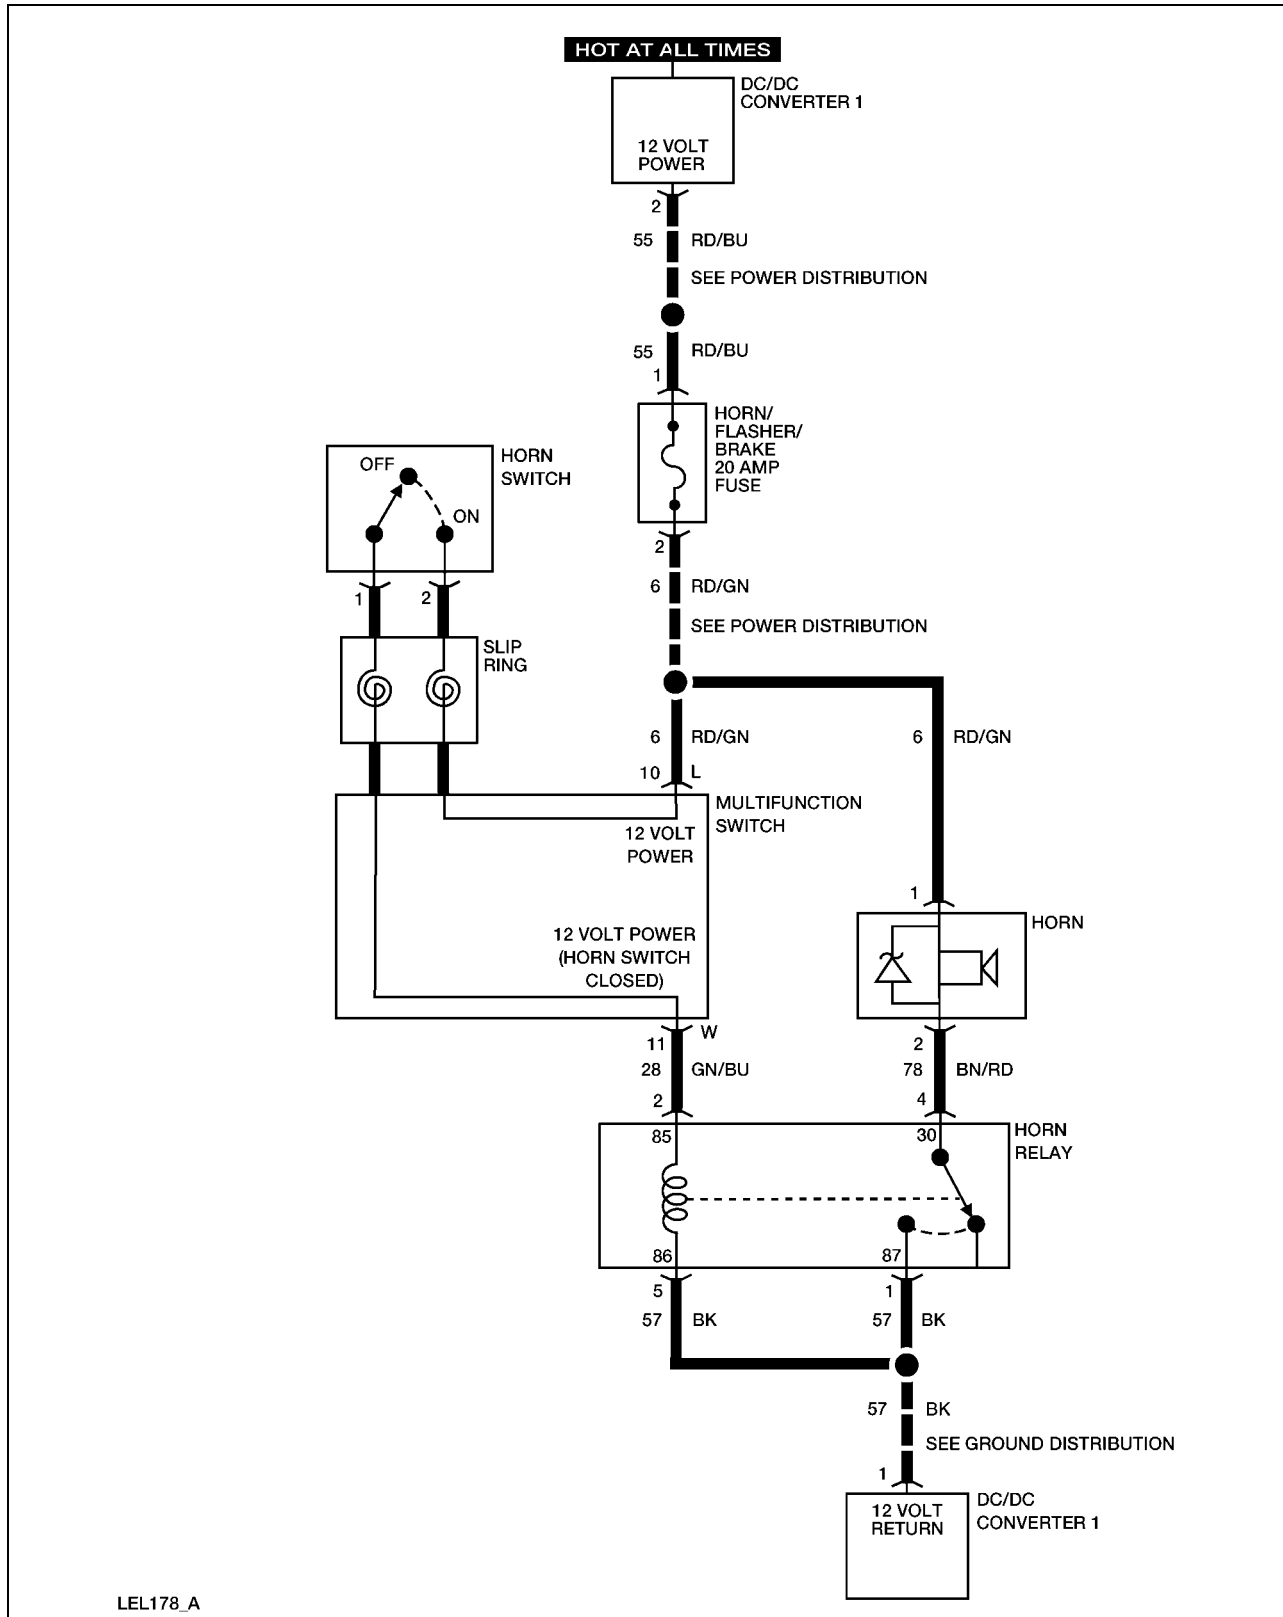 HOT AT ALL TIMES
DC/DC
CONVERTER 1
12 VOLT
POWER
2
55 RD/BU
SEE POWER DISTRIBUTION
55 RD/BU
1
HORN/
FLASHER/
BRAKE
20 AMP
FUSE
HORN
SWITCH
OFF
ON
2
1 2
6 RD/GN
SEE POWER DISTRIBUTION
SLIP
RING
6 RD/GN
6 RD/GN
10 L
MULTIFUNCTION
SWITCH
12 VOLT
POWER
1
HORN
12 VOLT POWER
(HORN SWITCH
CLOSED)
W
11
2
28 GN/BU
78 BN/RD
2
4
85
30
HORN
RELAY
86
87
5
1
57 BK
57 BK
57 BK
SEE GROUND DISTRIBUTION
1
12 VOLT
RETURN
DC/DC
CONVERTER 1
LEL178_A